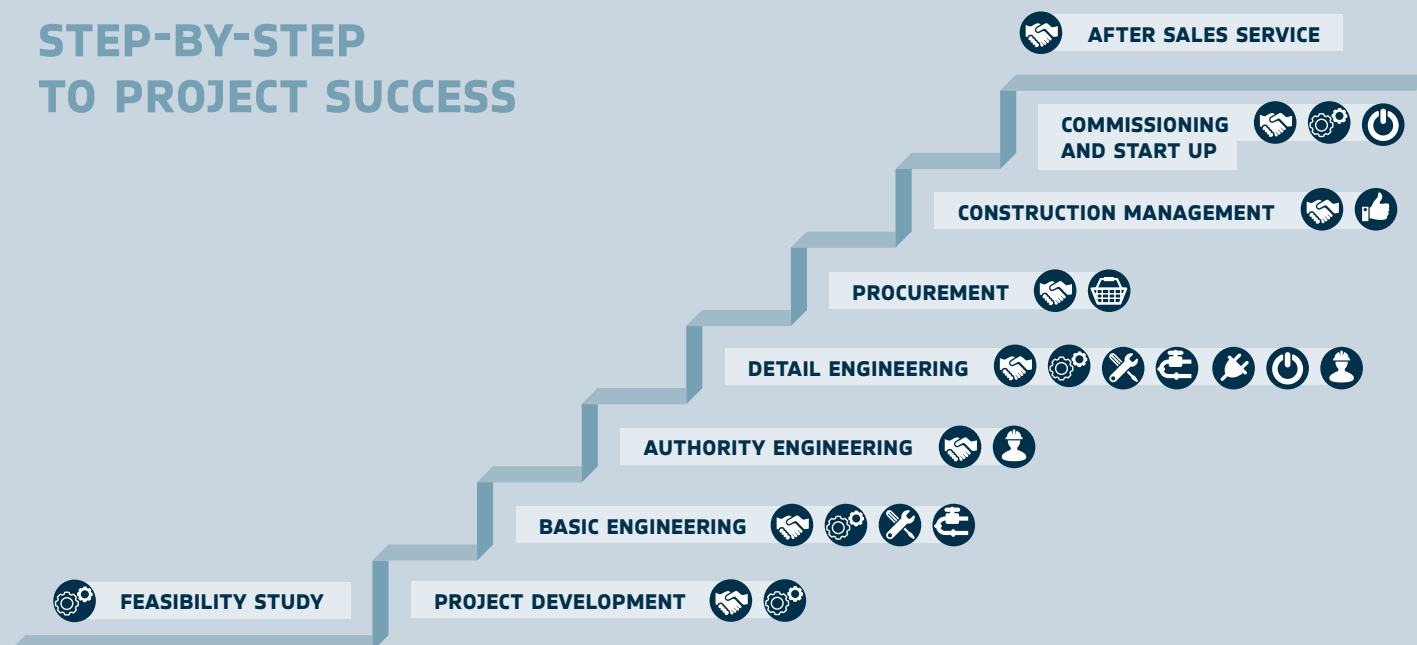 STEP-BY-STEP
TO PROJECT SUCCESS
AFTER SALES SERVICE
COMMISSIONING
AND START UP
CONSTRUCTION MANAGEMENT
PROCUREMENT
DETAIL ENGINEERING
AUTHORITY ENGINEERING
BASIC ENGINEERING
FEASIBILITY STUDY
PROJECT DEVELOPMENT